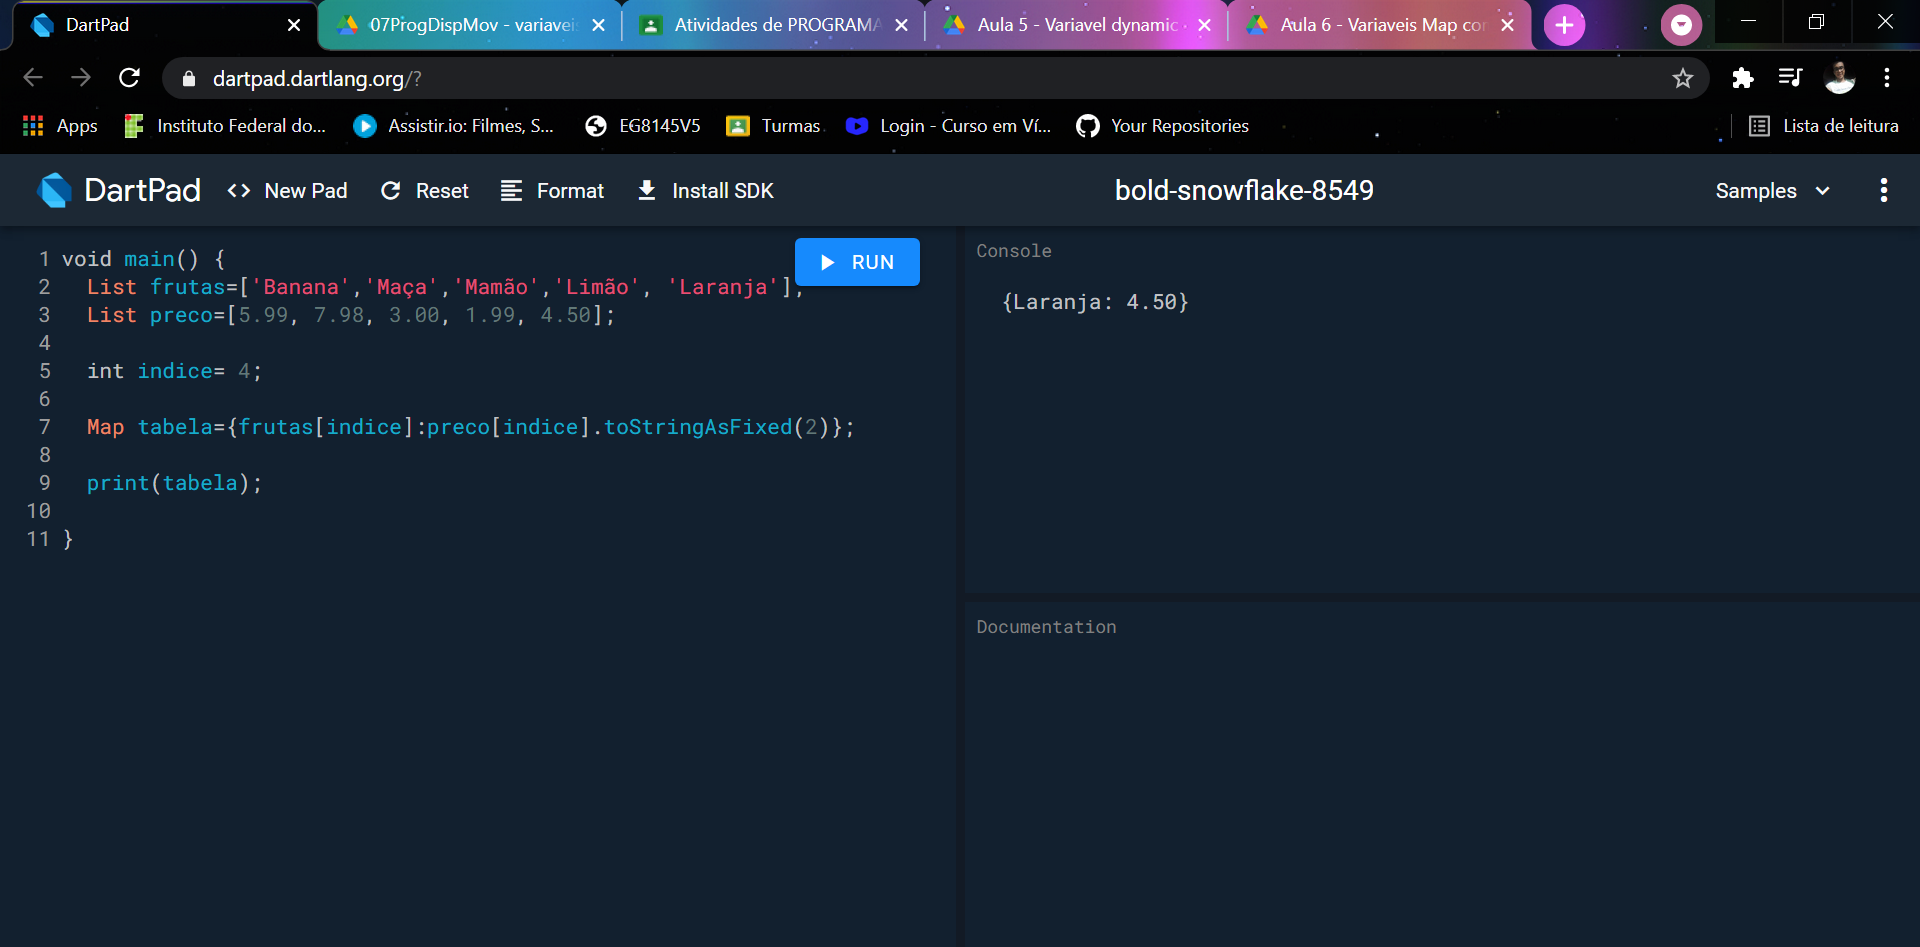 DartPad
07ProgDispMov - variavei
Atividades de PROGRAMA
Aula 5 - Variavel dynamic
Aula 6 - Variaveis Map co
dartpad.dartlang.org/?
Apps
Instituto Federal do...
Assistir.io: Filmes, S...
EG8145V5
Turmas
Login - Curso em Ví...
Your Repositories
Lista de leitura
DartPad
<> New Pad
Reset
Format
Install SDK
bold-snowflake-8549
Samples
RUN
1 void main() {
2 List frutas=['Banana','Maça','Mamão','Limão', 'Laranja'];
3 List preco=[5.99, 7.98, 3.00, 1.99, 4.50];
4
5 int indice= 4;
6
7 Map tabela={frutas[indice]:preco[indice].toStringAsFixed(2)};
8
9 print(tabela);
10
11 }
Console
{Laranja: 4.50}
Documentation